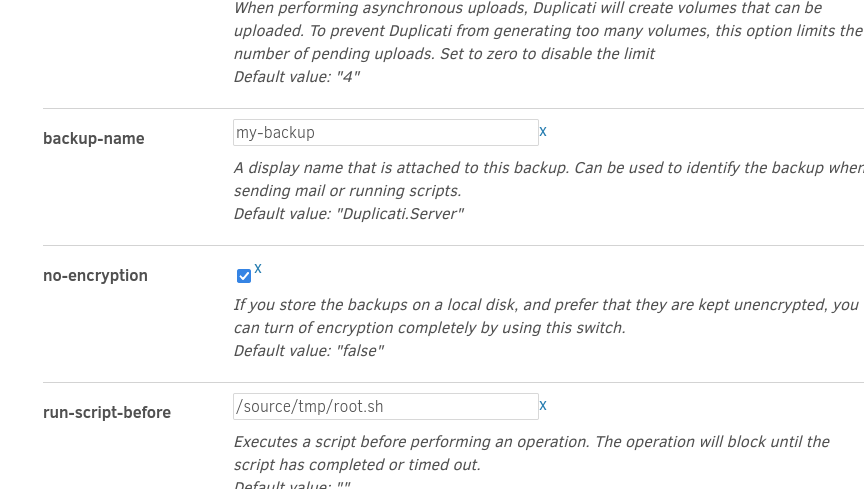 When performing asynchronous uploads, Duplicati will create volumes that can be
uploaded. To prevent Duplicati from generating too many volumes, this option limits the
number of pending uploads. Set to zero to disable the limit
Default value: "4"
backup-name
my-backup x
A display name that is attached to this backup. Can be used to identify the backup when
sending mail or running scripts.
Default value: "Duplicati.Server"
no-encryption
x
If you store the backups on a local disk, and prefer that they are kept unencrypted, you
can turn of encryption completely by using this switch.
Default value: "false"
run-script-before
/source/tmp/root.sh x
Executes a script before performing an operation. The operation will block until the
script has completed or timed out.
Default value: ""